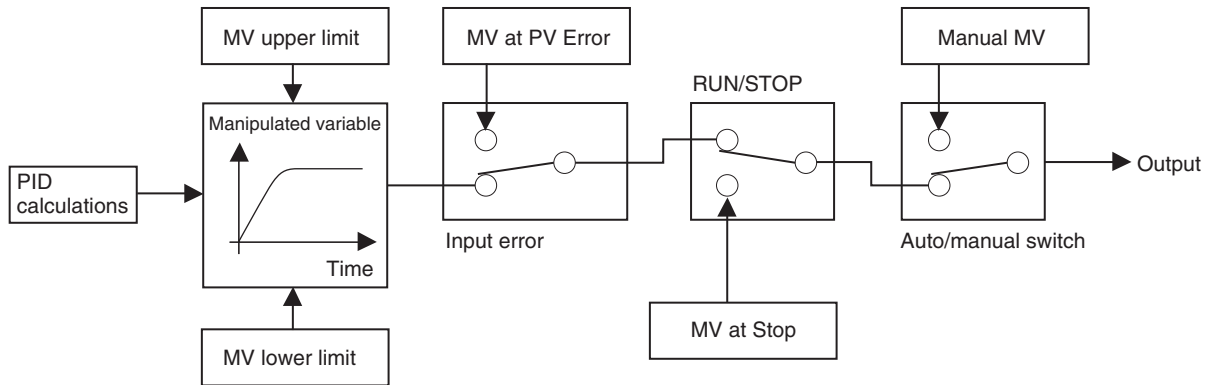 MV upper limit
MV at PV Error
Manual MV
RUN/STOP
Manipulated variable
PID
calculations
Output
Time
Input error
Auto/manual switch
MV at Stop
MV lower limit